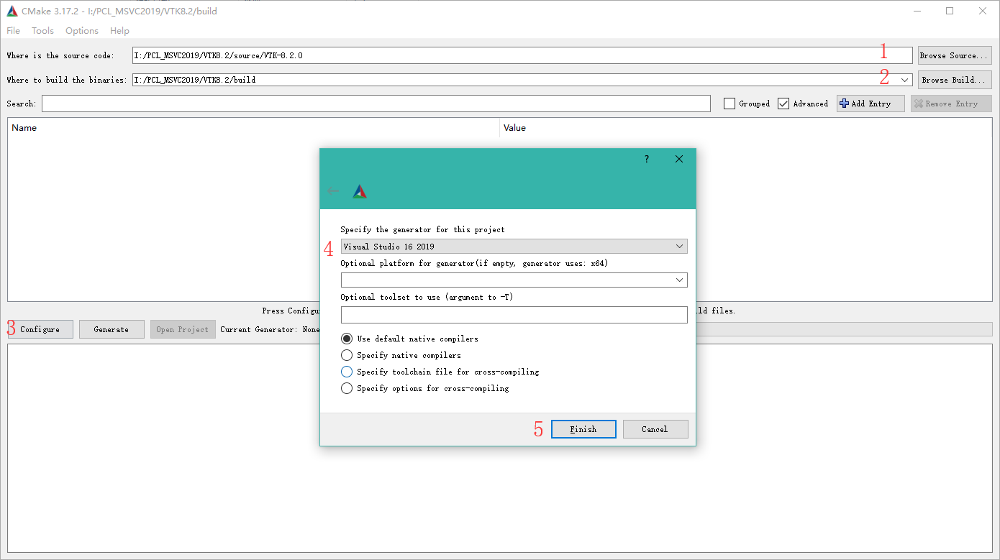 CMake 3.17.2 - I:/PCL_MSVC2019/VTK8.2/build
File Tools Options Help
Where is the source code: I:/PCL_MSVC2019/VTK8.2/source/VTK-8.2.0 1 Browse Source...
Where to build the binaries: I:/PCL_MSVC2019/VTK8.2/build 2 Browse Build...
Search: Grouped Advanced Add Entry Remove Entry
Name Value
?
Specify the generator for this project
4 Visual Studio 16 2019
Optional platform for generator(if empty, generator uses: x64)
Optional toolset to use (argument to -T)
Press Configu ld files.
3 Configure Generate Open Project Current Generator: None
Use default native compilers
Specify native compilers
Specify toolchain file for cross-compiling
Specify options for cross-compiling
5 Finish Cancel